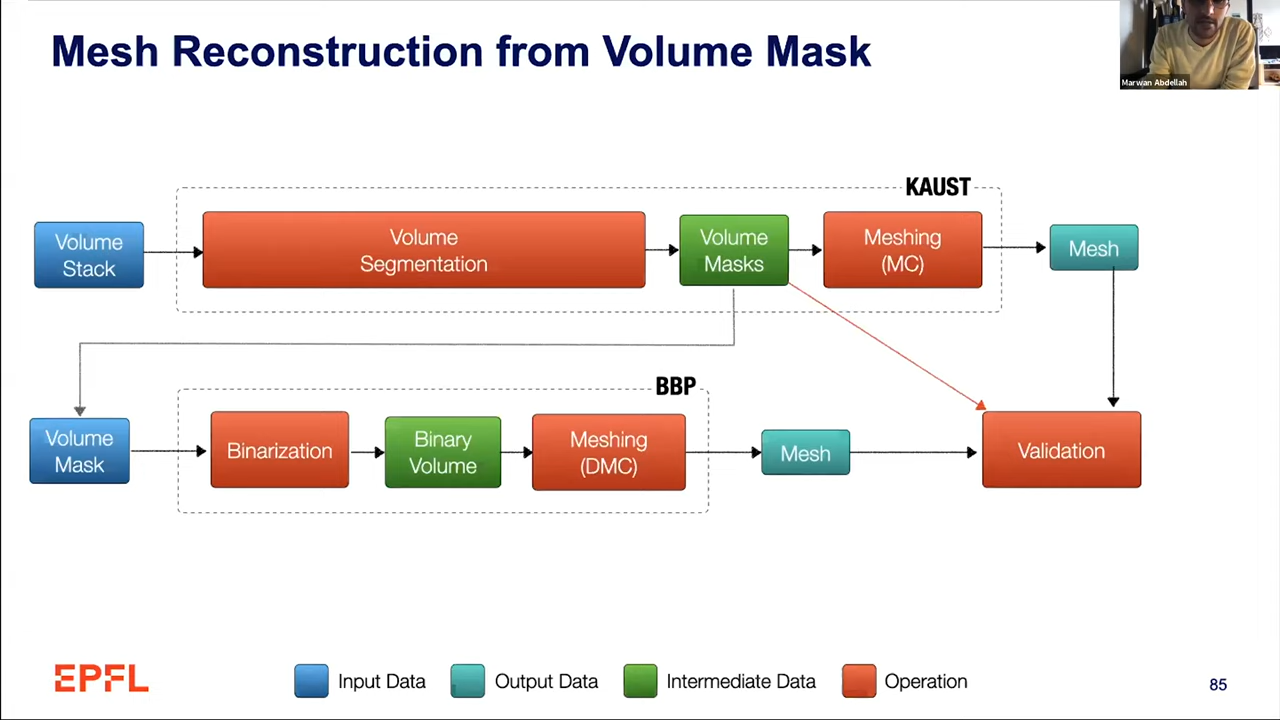 Mesh Reconstruction from Volume Mask
Marwan Abdellah
KAUST
Volume
Stack
Volume
Segmentation
Volume
Masks
Meshing
(MC)
Mesh
BBP
Volume
Mask
Binarization
Binary
Volume
Meshing
(DMC)
Mesh
Validation
EPFL
Input Data
Output Data
Intermediate Data
Operation
85